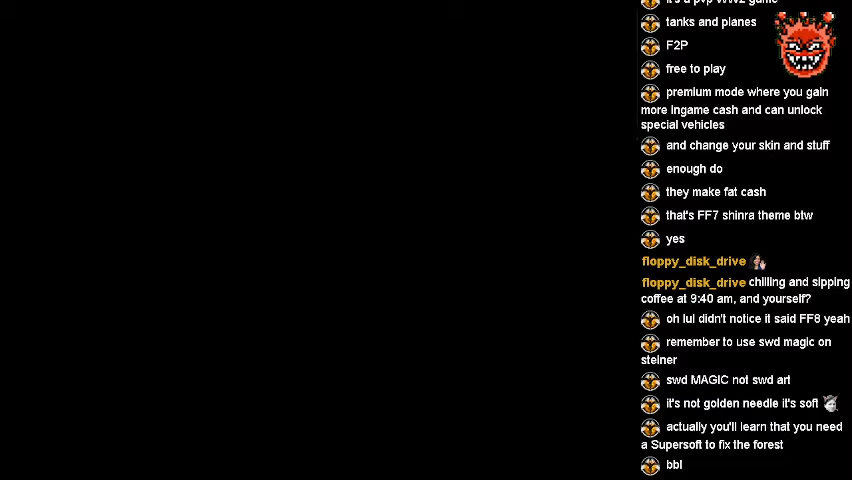 it's a pvp WW2 game
tanks and planes
F2P
free to play
premium mode where you gain
more ingame cash and can unlock
special vehicles
and change your skin and stuff
enough do
they make fat cash
that's FF7 shinra theme btw
yes
floppy_disk_drive
floppy_disk_drive chilling and sipping
coffee at 9:40 am, and yourself?
oh lul didn't notice it said FF8 yeah
remember to use swd magic on
steiner
swd MAGIC not swd art
it's not golden needle it's soft
actually you'll learn that you need
a Supersoft to fix the forest
bbl